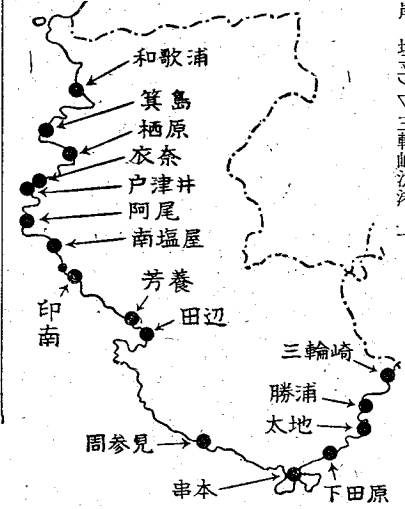 和歌浦
箕島
栖原
衣奈
戸津井
阿尾
南塩屋
印南
芳養
田辺
三輪崎
勝浦
太地
周参見
串本
下田原